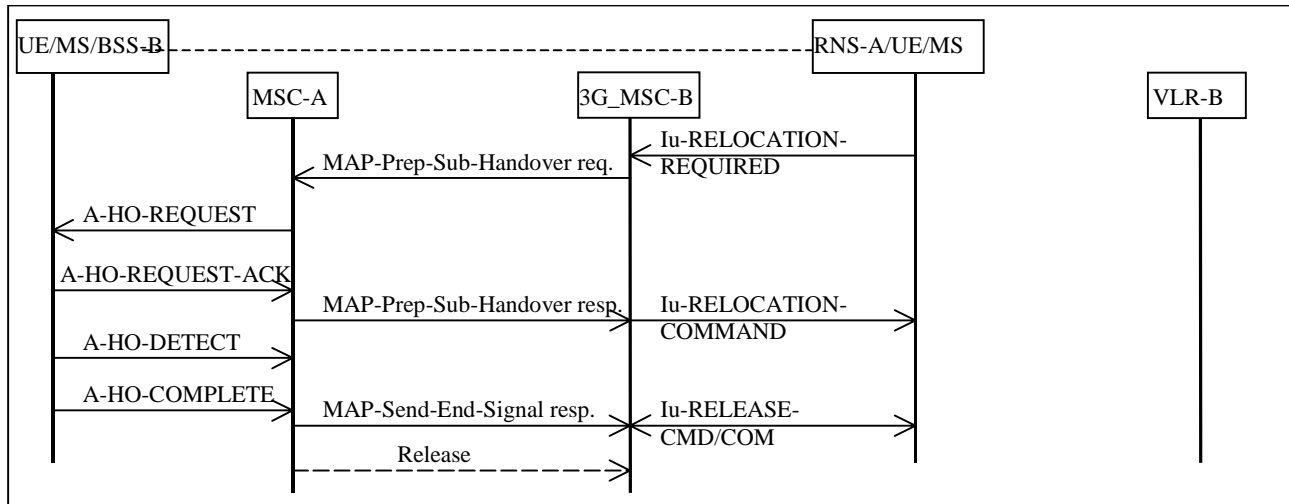 UE/MS/BSS-B
RNS-A/UE/MS
MSC-A
3G_MSC-B
VLR-B
Iu-RELOCATION-
REQUIRED
MAP-Prep-Sub-Handover req.
A-HO-REQUEST
A-HO-REQUEST-ACK
MAP-Prep-Sub-Handover resp.
Iu-RELOCATION-
COMMAND
A-HO-DETECT
A-HO-COMPLETE
MAP-Send-End-Signal resp.
Iu-RELEASE-
CMD/COM
Release